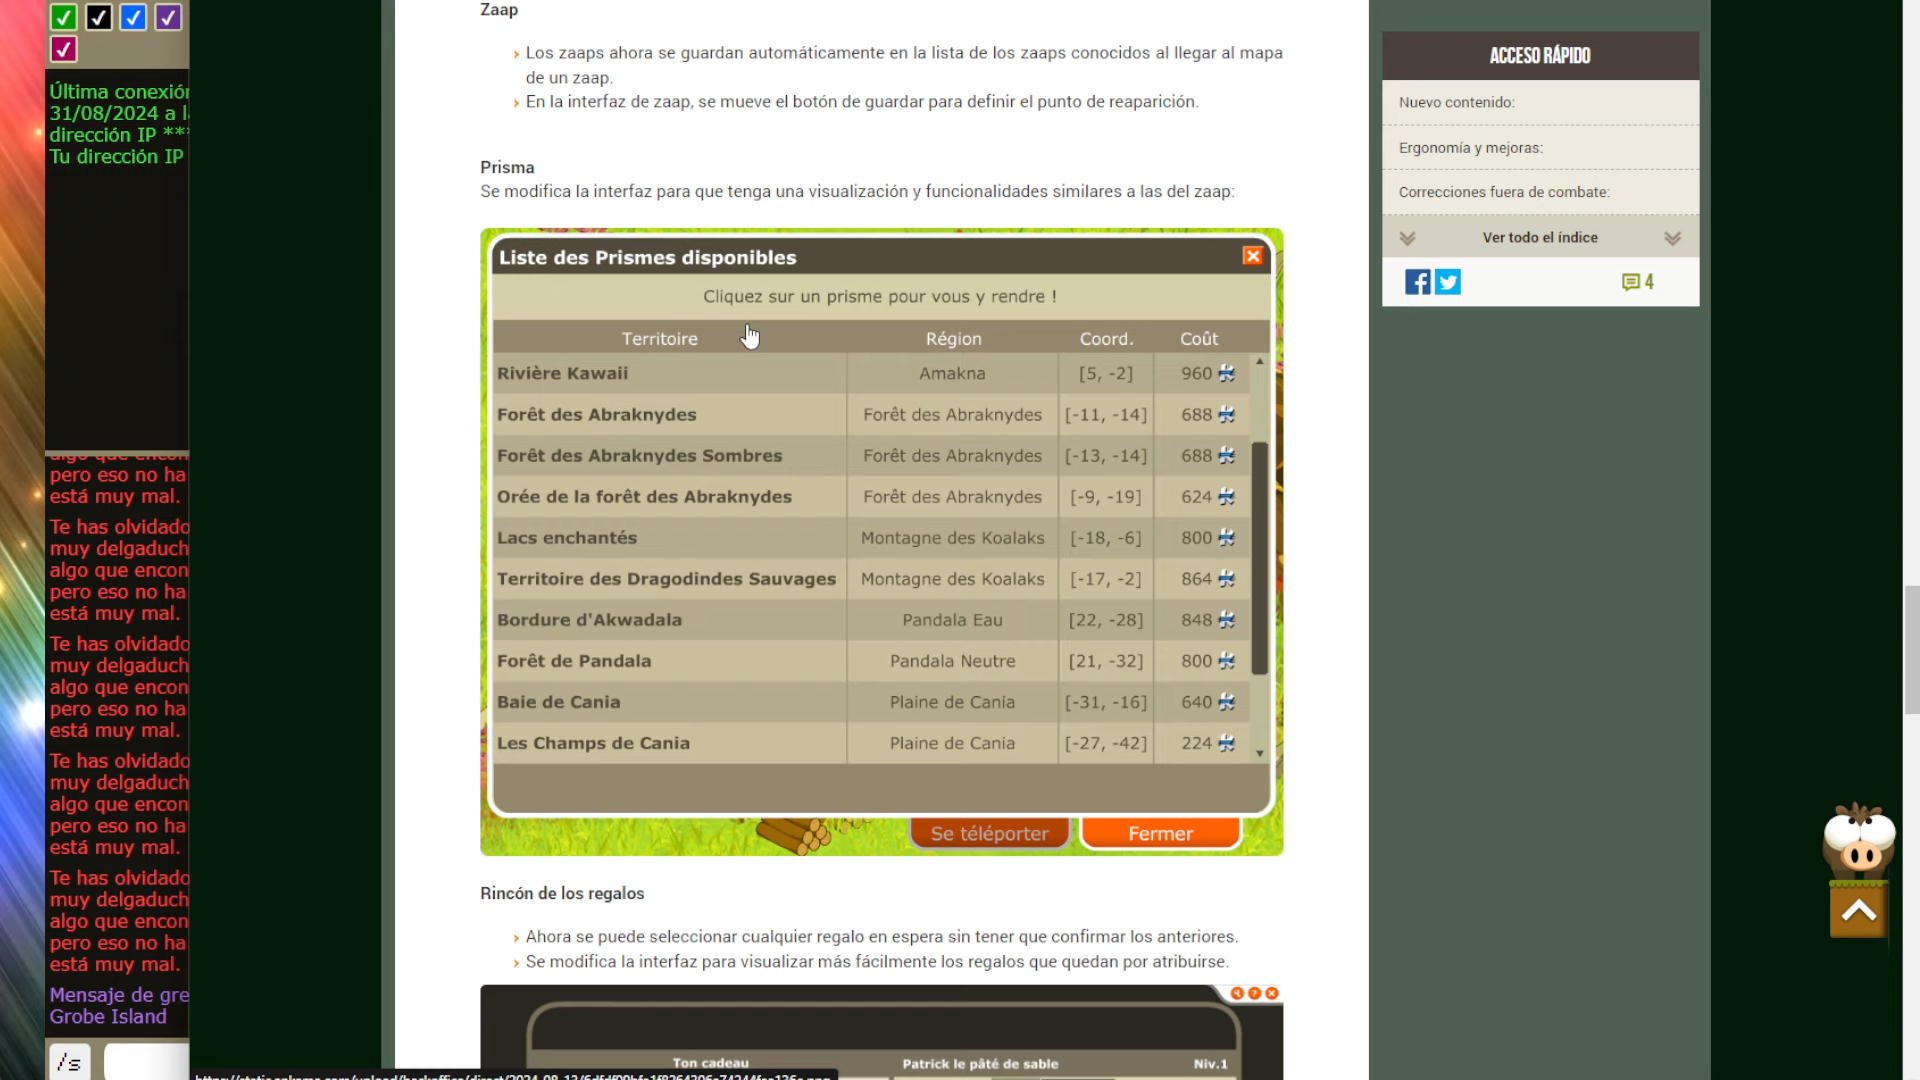 Última conexión
31/08/2024 a l
dirección IP ***
Tu dirección IP
algo que encon
pero eso no ha
está muy mal.
Te has olvidado
muy delgaduch
algo que encon
pero eso no ha
está muy mal.
Te has olvidado
muy delgaduch
algo que encon
pero eso no ha
está muy mal.
Te has olvidado
muy delgaduch
algo que encon
pero eso no ha
está muy mal.
Te has olvidado
muy delgaduch
algo que encon
pero eso no ha
está muy mal.
Mensaje de gre
Grobe Island
/s
Zaap
Los zaaps ahora se guardan automáticamente en la lista de los zaaps conocidos al llegar al mapa
de un zaap.
En la interfaz de zaap, se mueve el botón de guardar para definir el punto de reaparición.
Prisma
Se modifica la interfaz para que tenga una visualización y funcionalidades similares a las del zaap:
Liste des Prismes disponibles
Cliquez sur un prisme pour vous y rendre !
Territoire Région Coord. Coût
Rivière Kawaii Amakna [5, -2] 960
Forêt des Abraknydes Forêt des Abraknydes [-11, -14] 688
Forêt des Abraknydes Sombres Forêt des Abraknydes [-13, -14] 688
Orée de la forêt des Abraknydes Forêt des Abraknydes [-9, -19] 624
Lacs enchantés Montagne des Koalaks [-18, -6] 800
Territoire des Dragodindes Sauvages Montagne des Koalaks [-17, -2] 864
Bordure d'Akwadala Pandala Eau [22, -28] 848
Forêt de Pandala Pandala Neutre [21, -32] 800
Baie de Cania Plaine de Cania [-31, -16] 640
Les Champs de Cania Plaine de Cania [-27, -42] 224
Se téléporter Fermer
Rincón de los regalos
Ahora se puede seleccionar cualquier regalo en espera sin tener que confirmar los anteriores.
Se modifica la interfaz para visualizar más fácilmente los regalos que quedan por atribuirse.
Ton cadeau Patrick le pâté de sable Niv.1
ACCESO RÁPIDO
Nuevo contenido:
Ergonomía y mejoras:
Correcciones fuera de combate:
Ver todo el índice
4